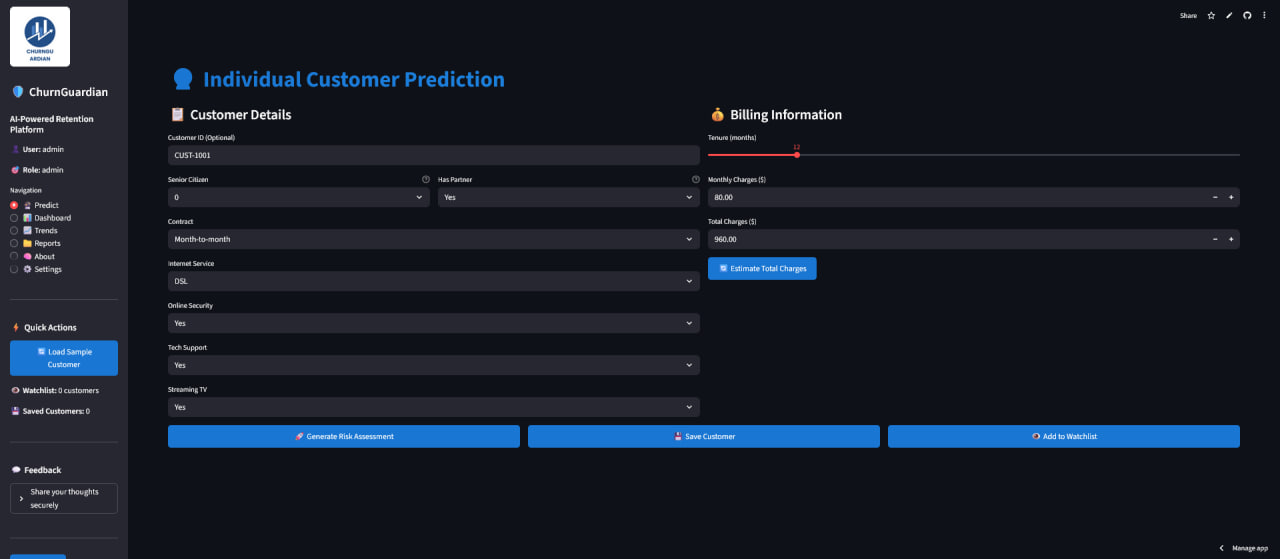 CHURNGU
ARDIAN
ChurnGuardian
AI-Powered Retention
Platform
User: admin
Role: admin
Navigation
Predict
Dashboard
Trends
Reports
About
Settings
Quick Actions
Load Sample
Customer
Watchlist: 0 customers
Saved Customers: 0
Feedback
Share your thoughts
securely
Share
Individual Customer Prediction
Customer Details
Customer ID (Optional)
CUST-1001
Senior Citizen
0
Has Partner
Yes
Contract
Month-to-month
Internet Service
DSL
Online Security
Yes
Tech Support
Yes
Streaming TV
Yes
Billing Information
Tenure (months)
12
Monthly Charges ($)
80.00
Total Charges ($)
960.00
Estimate Total Charges
Generate Risk Assessment
Save Customer
Add to Watchlist
Manage app